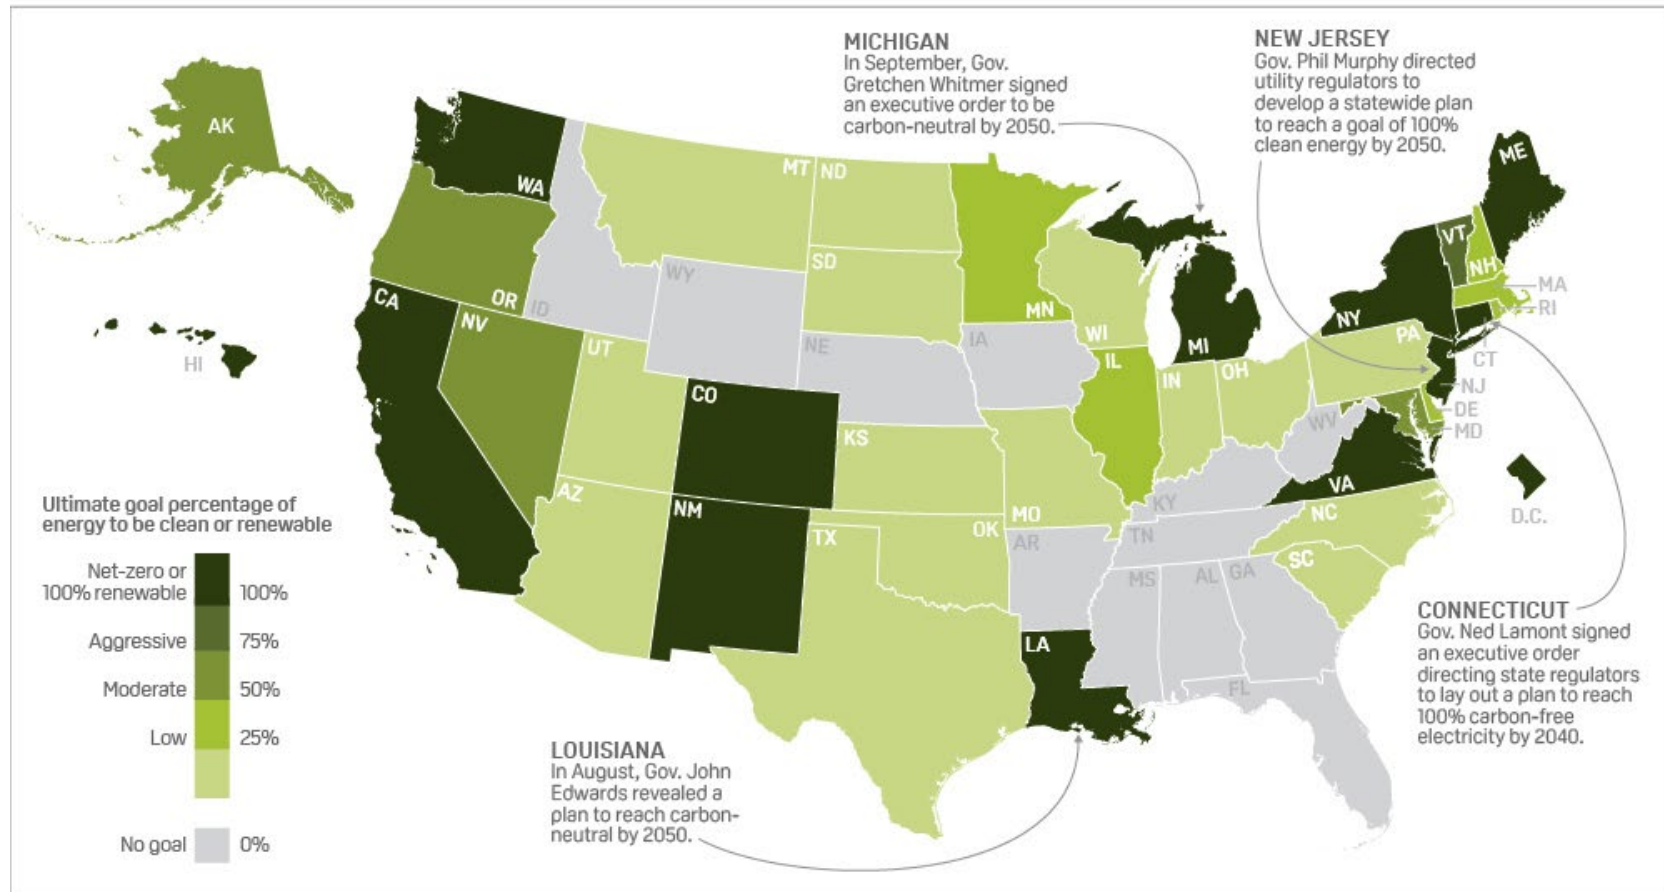 MICHIGAN
In September, Gov.
Gretchen Whitmer signed
an executive order to be
carbon-neutral by 2050.
NEW JERSEY
Gov. Phil Murphy directed
utility regulators to
develop a statewide plan
to reach a goal of 100%
clean energy by 2050.
AK
WA
MT
ND
ME
VT
NH
MA
RI
WY
SD
OR
ID
MN
CA
NV
WI
NY
PA
CT
HI
UT
NE
IA
MI
IL
IN
OH
NJ
DE
MD
CO
KS
WV
VA
D.C.
AZ
NM
TX
OK
MO
KY
NC
AR
TN
SC
MS
AL
GA
LA
FL
Ultimate goal percentage of
energy to be clean or renewable
Net-zero or
100% renewable 100%
Aggressive 75%
Moderate 50%
Low 25%
No goal 0%
LOUISIANA
In August, Gov. John
Edwards revealed a
plan to reach carbon-
neutral by 2050.
CONNECTICUT
Gov. Ned Lamont signed
an executive order
directing state regulators
to lay out a plan to reach
100% carbon-free
electricity by 2040.